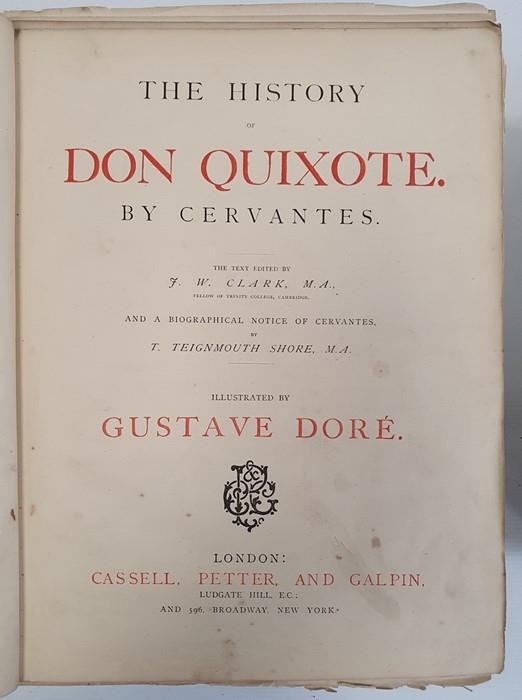 THE HISTORY
OF
DON QUIXOTE.
BY CERVANTES.
THE TEXT EDITED BY
J. W. CLARK, M.A.,
FELLOW OF TRINITY COLLEGE, CAMBRIDGE,
AND A BIOGRAPHICAL NOTICE OF CERVANTES,
BY
T. TEIGNMOUTH SHORE, M.A.
ILLUSTRATED BY
GUSTAVE DORÉ.
LONDON:
CASSELL, PETTER, AND GALPIN,
LUDGATE HILL, E.C.;
AND 596, BROADWAY, NEW YORK.